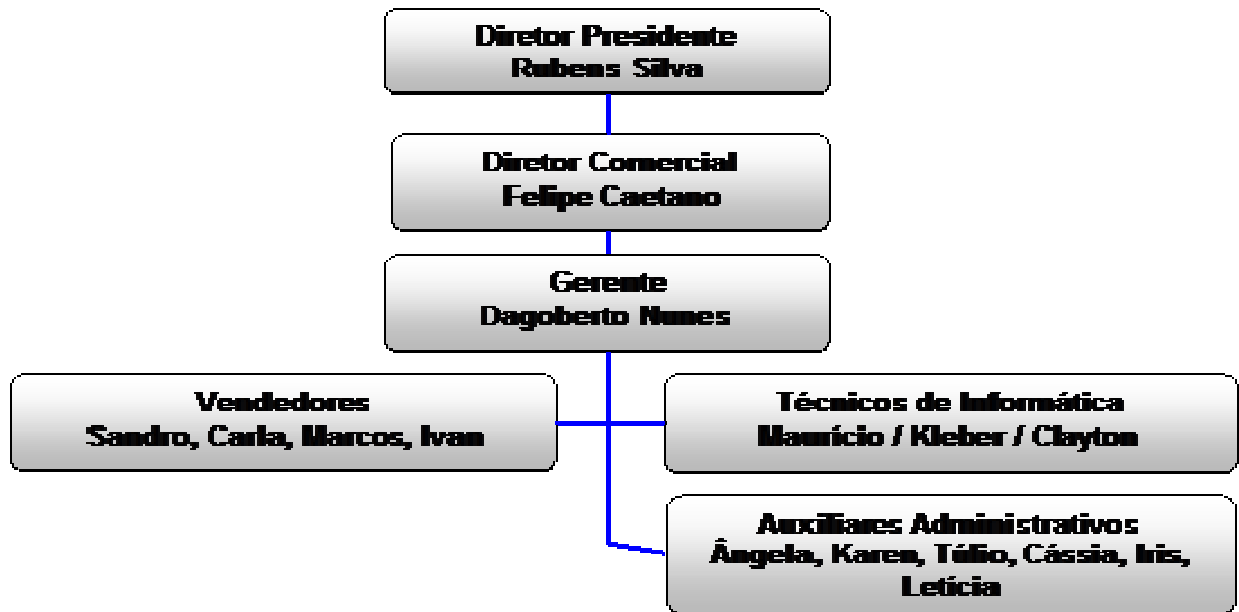 Diretor Presidente
Rubens Silva
Diretor Comercial
Felipe Caetano
Gerente
Dagoberto Nunes
Vendedores
Sandro, Carla, Marcos, Ivan
Técnicos de Informática
Maurício / Kleber / Clayton
Auxiliares Administrativos
Ângela, Karen, Túlio, Cássia, Iris,
Letícia